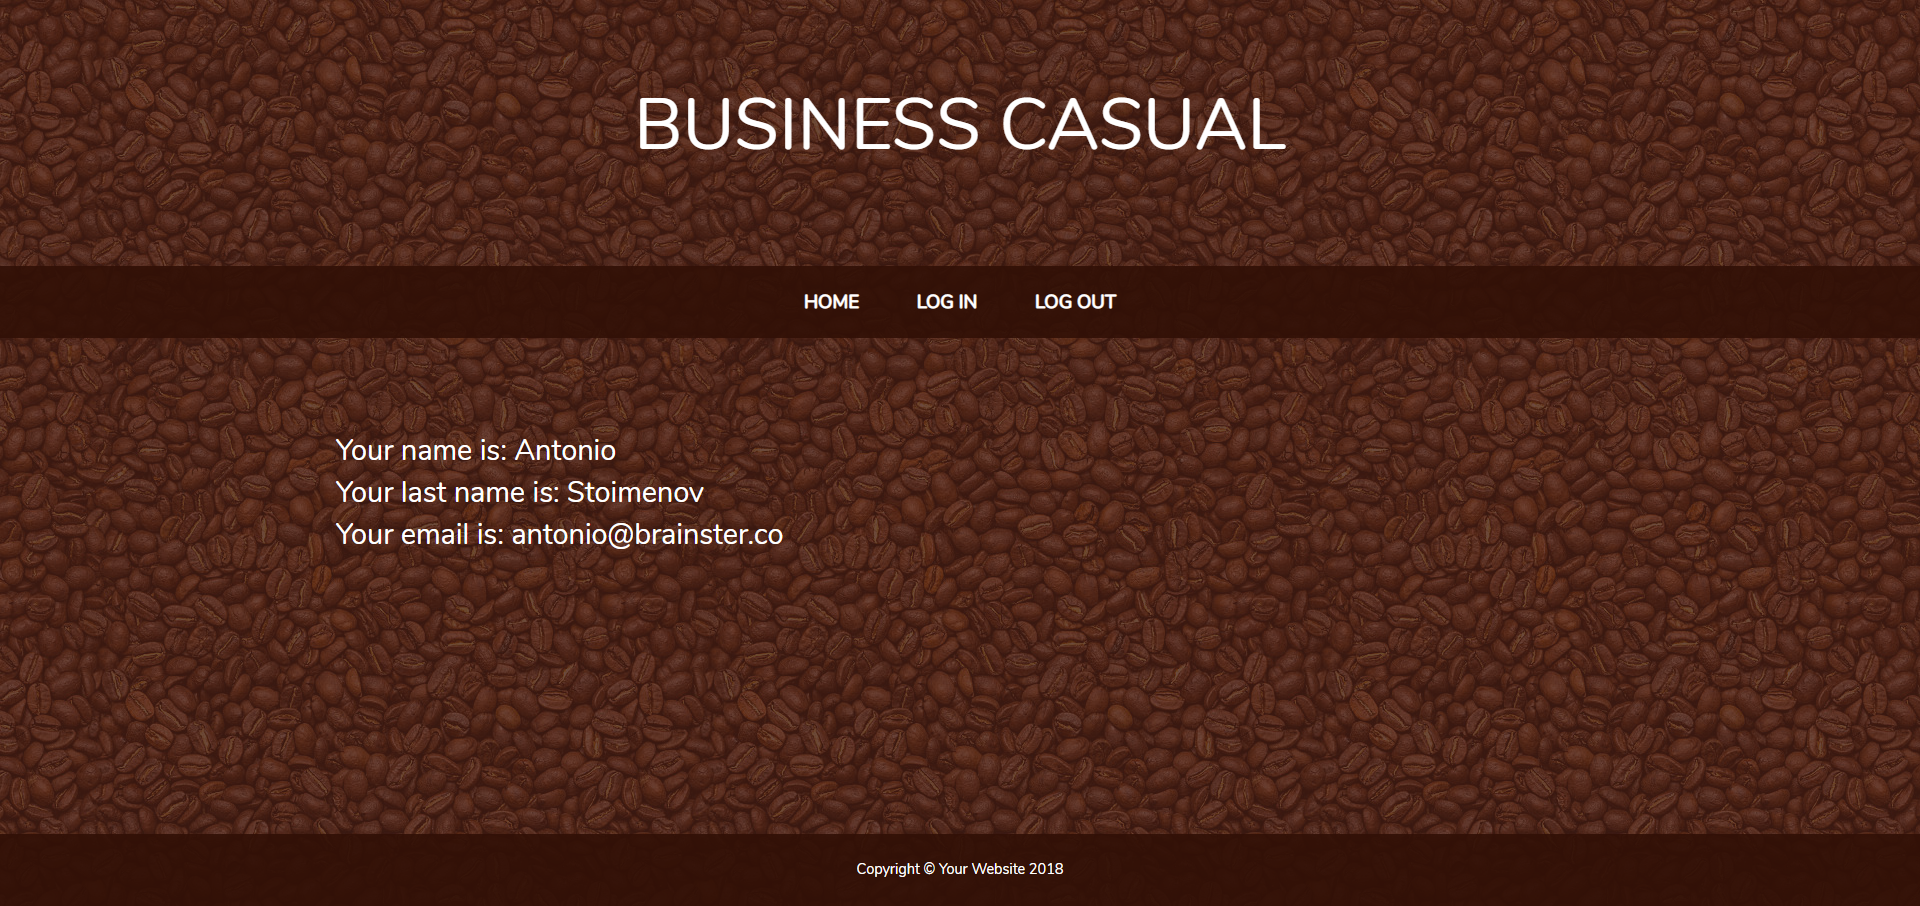 BUSINESS CASUAL
HOME LOG IN LOG OUT
Your name is: Antonio
Your last name is: Stoimenov
Your email is: antonio@brainster.co
Copyright © Your Website 2018